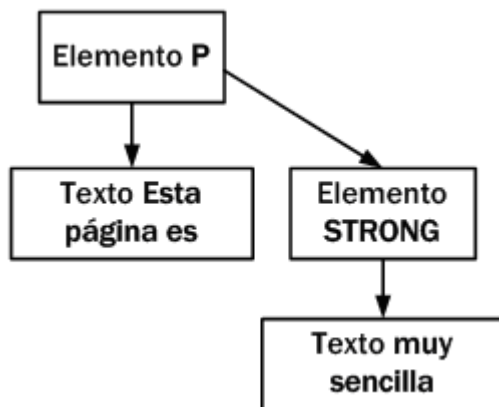 Elemento P
Texto Esta
página es
Elemento
STRONG
Texto muy
sencilla